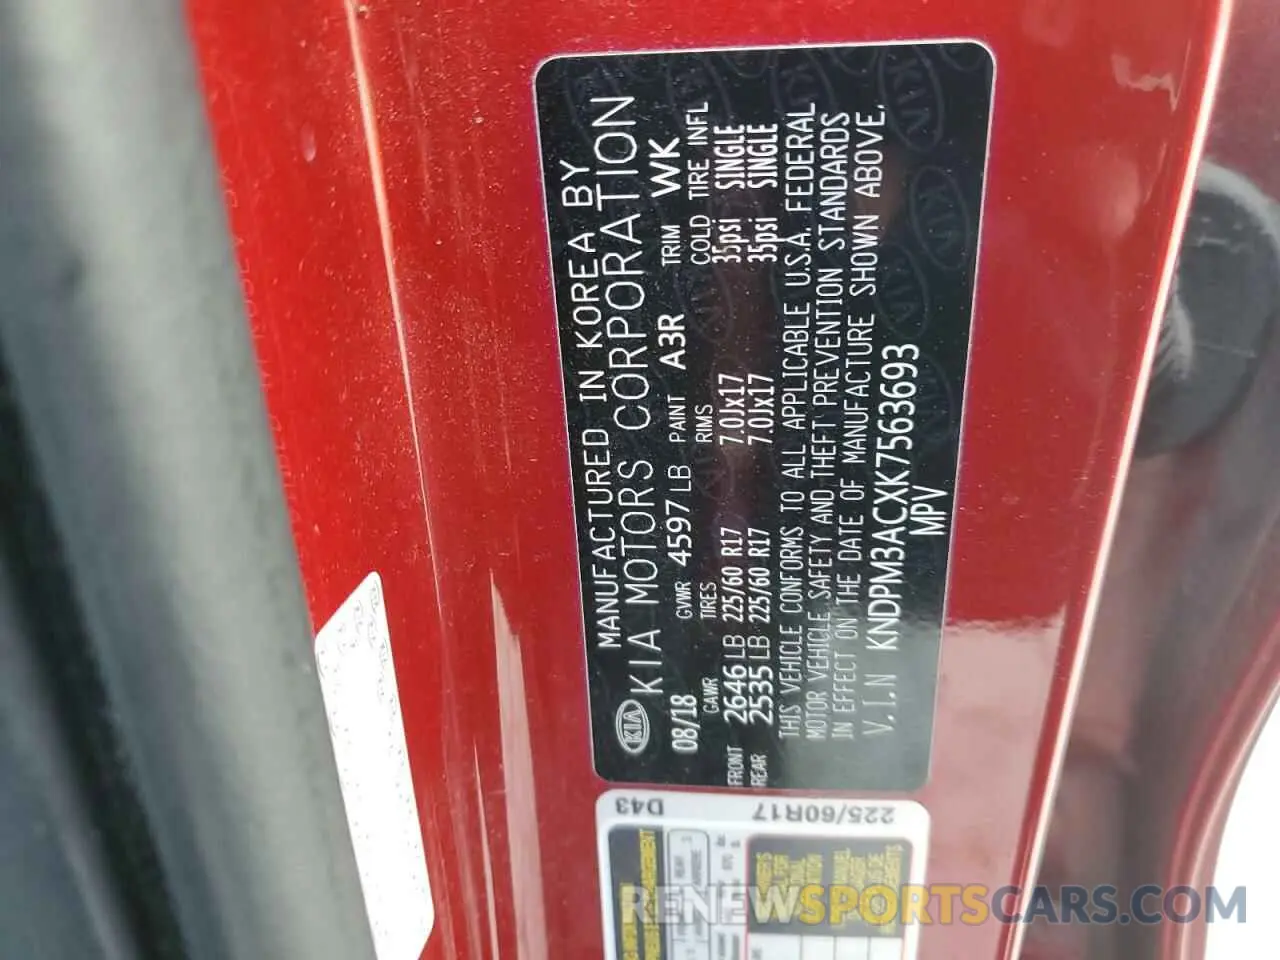 MANUFACTURED IN KOREA BY
KIA KIA MOTORS CORPORATION
08/18 GVWR 4597 LB PAINT A3R TRIM WK
GAWR TIRES RIMS COLD TIRE INFL
FRONT 2646 LB 225/60 R17 7.0Jx17 35psi SINGLE
REAR 2535 LB 225/60 R17 7.0Jx17 35psi SINGLE
THIS VEHICLE CONFORMS TO ALL APPLICABLE U.S.A. FEDERAL
MOTOR VEHICLE SAFETY AND THEFT PREVENTION STANDARDS
IN EFFECT ON THE DATE OF MANUFACTURE SHOWN ABOVE.
V.I.N KNDPM3ACXK7563693
MPV
225/60R17 D43
RENEWSPORTSCARS.COM